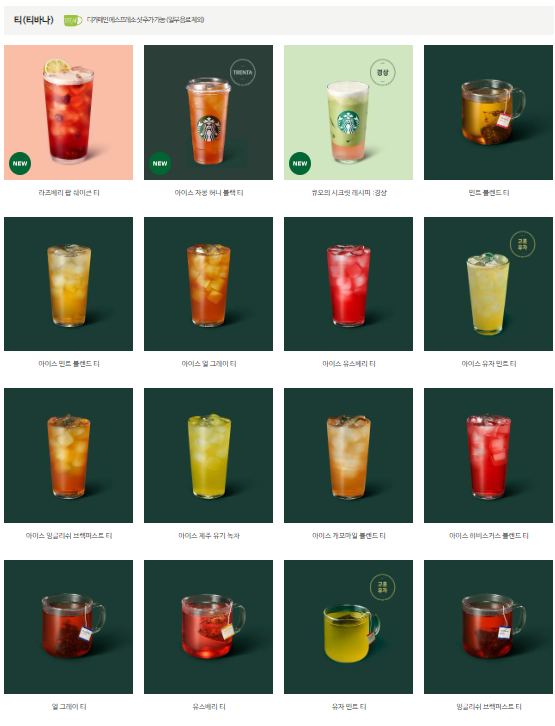 티(티바나)
디카페인 에스프레소 샷 추가 가능 (일부 음료 제외)
TRENTA
경상
NEW
NEW
NEW
라즈베리 팝 쉐이큰 티
아이스 자몽 허니 블랙 티
큐모의 시크릿 레시피 : 경상
민트 블렌드 티
고흥
유자
아이스 민트 블렌드 티
아이스 얼 그레이 티
아이스 유스베리 티
아이스 유자 민트 티
아이스 잉글리쉬 브렉퍼스트 티
아이스 제주 유기 녹차
아이스 캐모마일 블렌드 티
아이스 히비스커스 블렌드 티
고흥
유자
얼 그레이 티
유스베리 티
유자 민트 티
잉글리쉬 브렉퍼스트 티